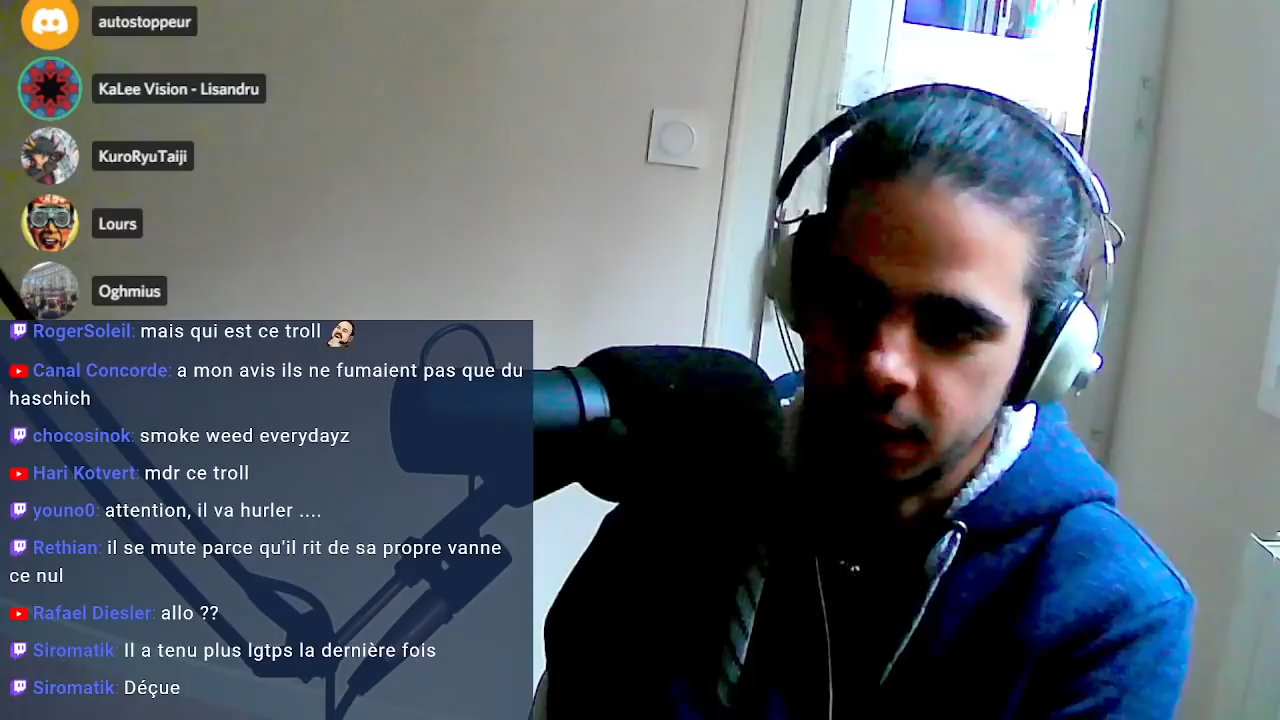 autostoppeur
KaLee Vision - Lisandru
KuroRyuTaiji
Lours
Oghmius
RogerSoleil: mais qui est ce troll
Canal Concorde: a mon avis ils ne fumaient pas que du
haschich
chocosinok: smoke weed everydayz
Hari Kotvert: mdr ce troll
youno0: attention, il va hurler ....
Rethian: il se mute parce qu'il rit de sa propre vanne
ce nul
Rafael Diesler: allo ??
Siromatik: Il a tenu plus lgtps la dernière fois
Siromatik: Déçue